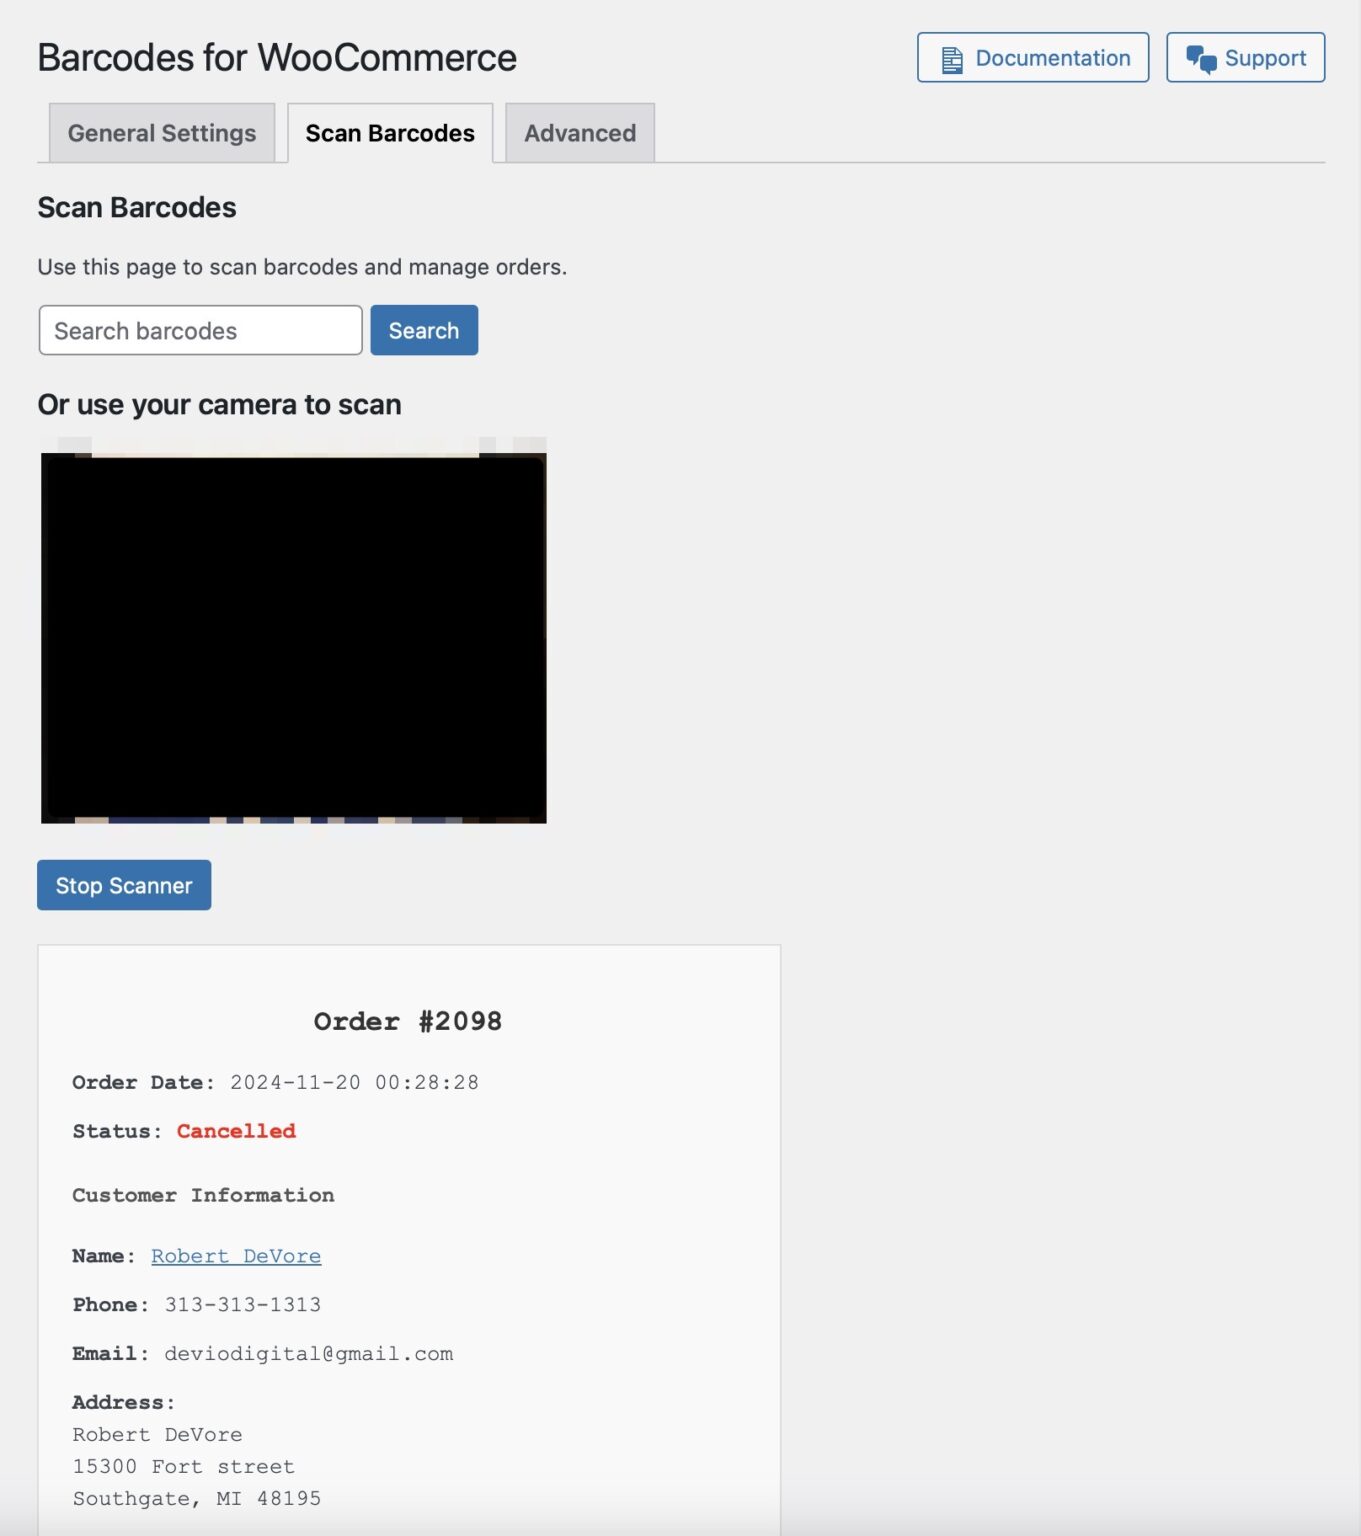 Barcodes for WooCommerce
Documentation
Support
General Settings
Scan Barcodes
Advanced
Scan Barcodes
Use this page to scan barcodes and manage orders.
Search barcodes
Search
Or use your camera to scan
Stop Scanner
Order #2098
Order Date: 2024-11-20 00:28:28
Status: Cancelled
Customer Information
Name: Robert DeVore
Phone: 313-313-1313
Email: deviodigital@gmail.com
Address:
Robert DeVore
15300 Fort street
Southgate, MI 48195